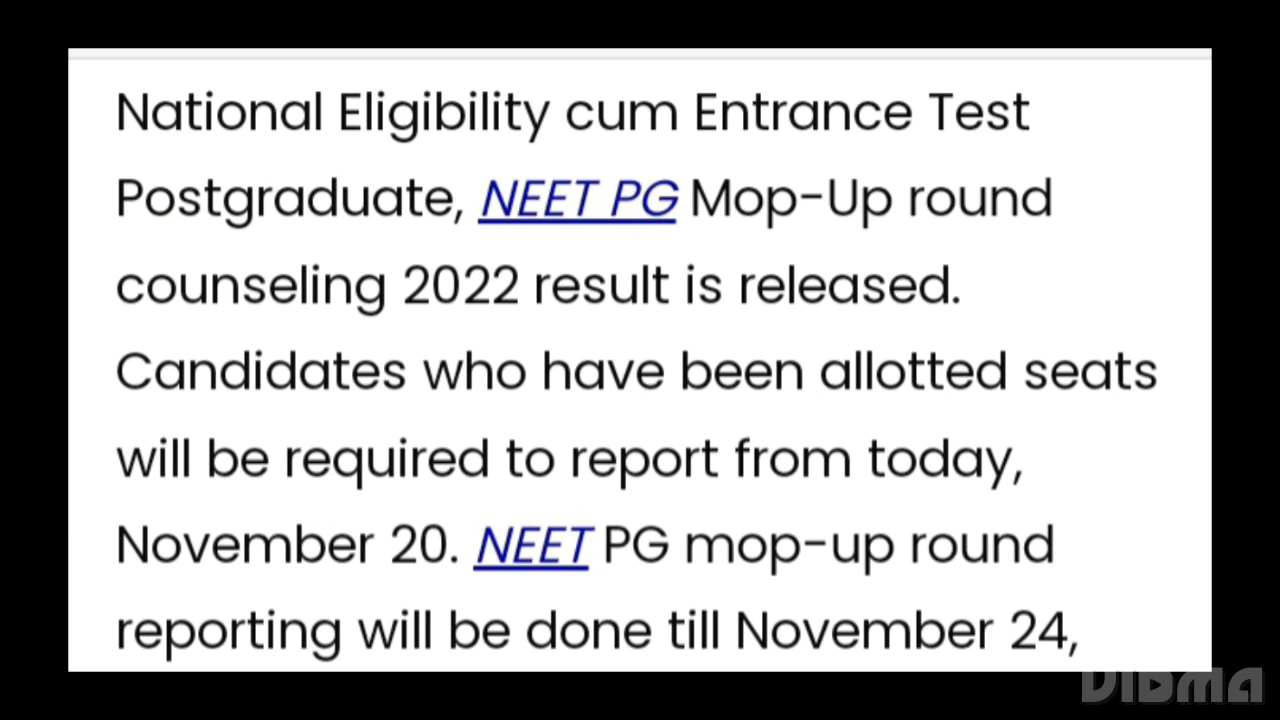 National Eligibility cum Entrance Test
Postgraduate, NEET PG Mop-Up round
counseling 2022 result is released.
Candidates who have been allotted seats
will be required to report from today,
November 20. NEET PG mop-up round
reporting will be done till November 24,
VIDMA